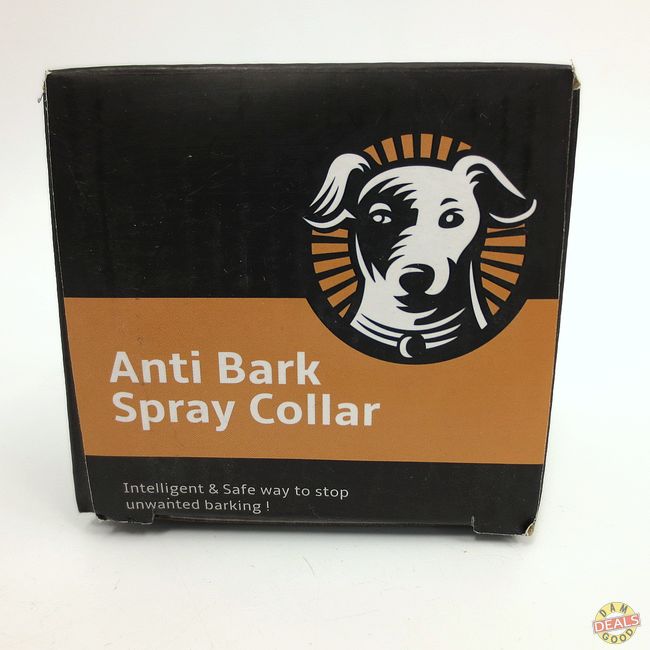 Anti Bark
Spray Collar
Intelligent & Safe way to stop
unwanted barking !
DAM
DEALS
GOOD